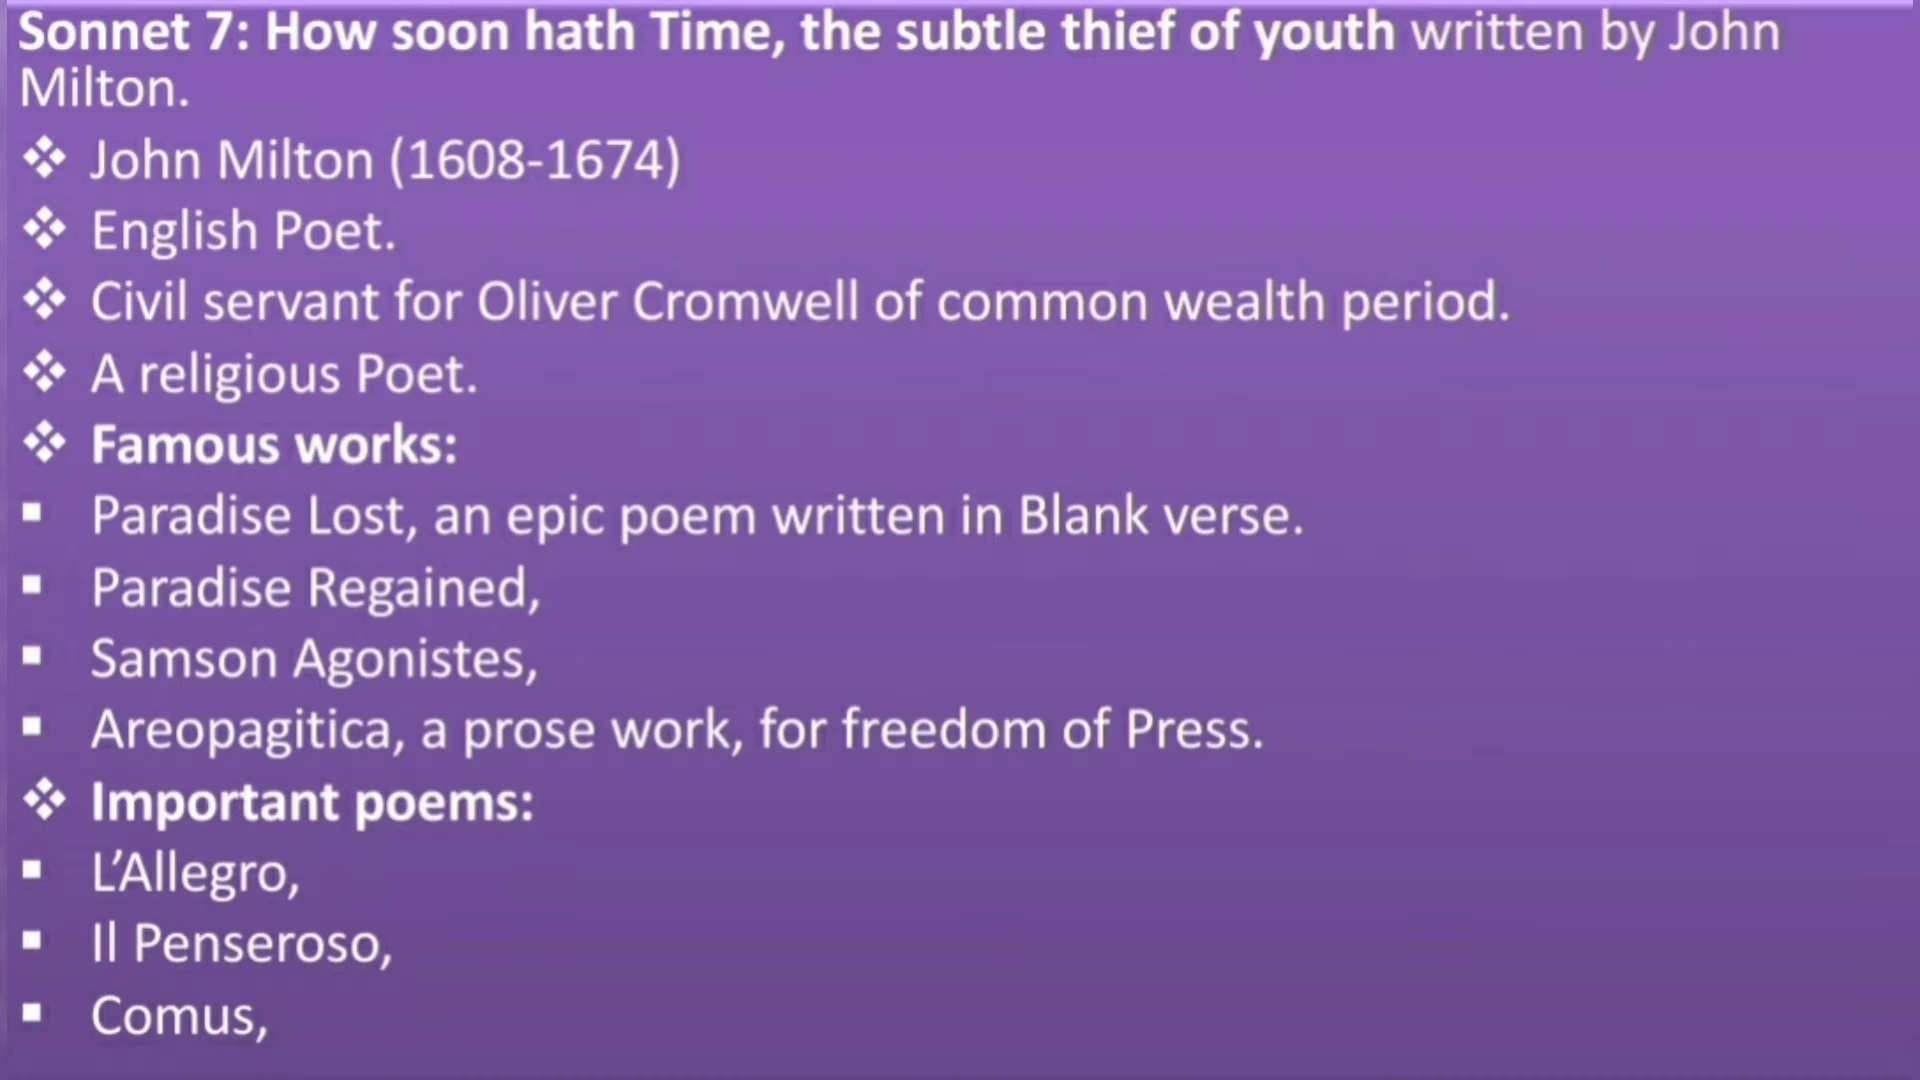 Sonnet 7: How soon hath Time, the subtle thief of youth written by John
Milton.
❖ John Milton (1608-1674)
❖ English Poet.
❖ Civil servant for Oliver Cromwell of common wealth period.
❖ A religious Poet.
❖ Famous works:
▪ Paradise Lost, an epic poem written in Blank verse.
▪ Paradise Regained,
▪ Samson Agonistes,
▪ Areopagitica, a prose work, for freedom of Press.
❖ Important poems:
▪ L’Allegro,
▪ Il Penseroso,
▪ Comus,